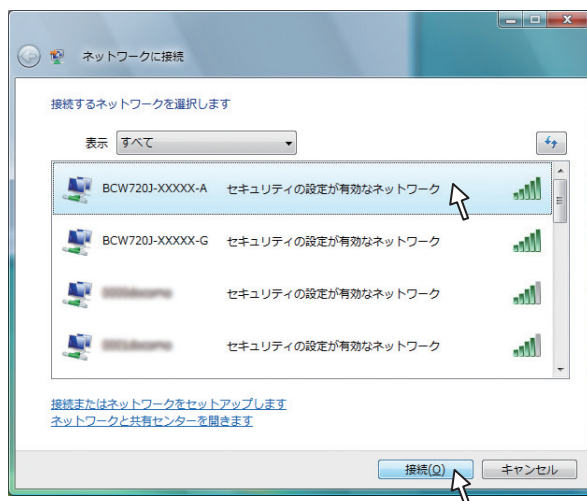 ネットワークに接続
接続するネットワークを選択します
表示 すべて
BCW720J-XXXXX-A セキュリティの設定が有効なネットワーク
BCW720J-XXXXX-G セキュリティの設定が有効なネットワーク
セキュリティの設定が有効なネットワーク
セキュリティの設定が有効なネットワーク
接続またはネットワークをセットアップします
ネットワークと共有センターを開きます
接続(O) キャンセル